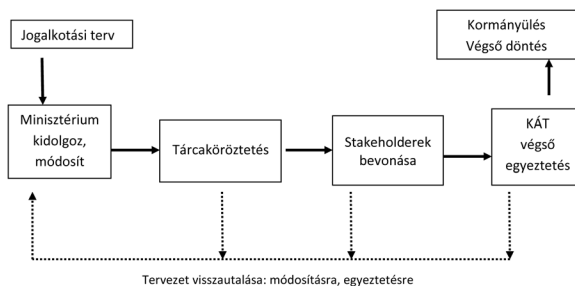 Jogalkotási terv
Kormányülés
Végső döntés
Minisztérium
kidolgoz,
módosít
Tárcaköröztetés
Stakeholderek
bevonása
KÁT
végső
egyeztetés
Tervezet visszautalása: módosításra, egyeztetésre